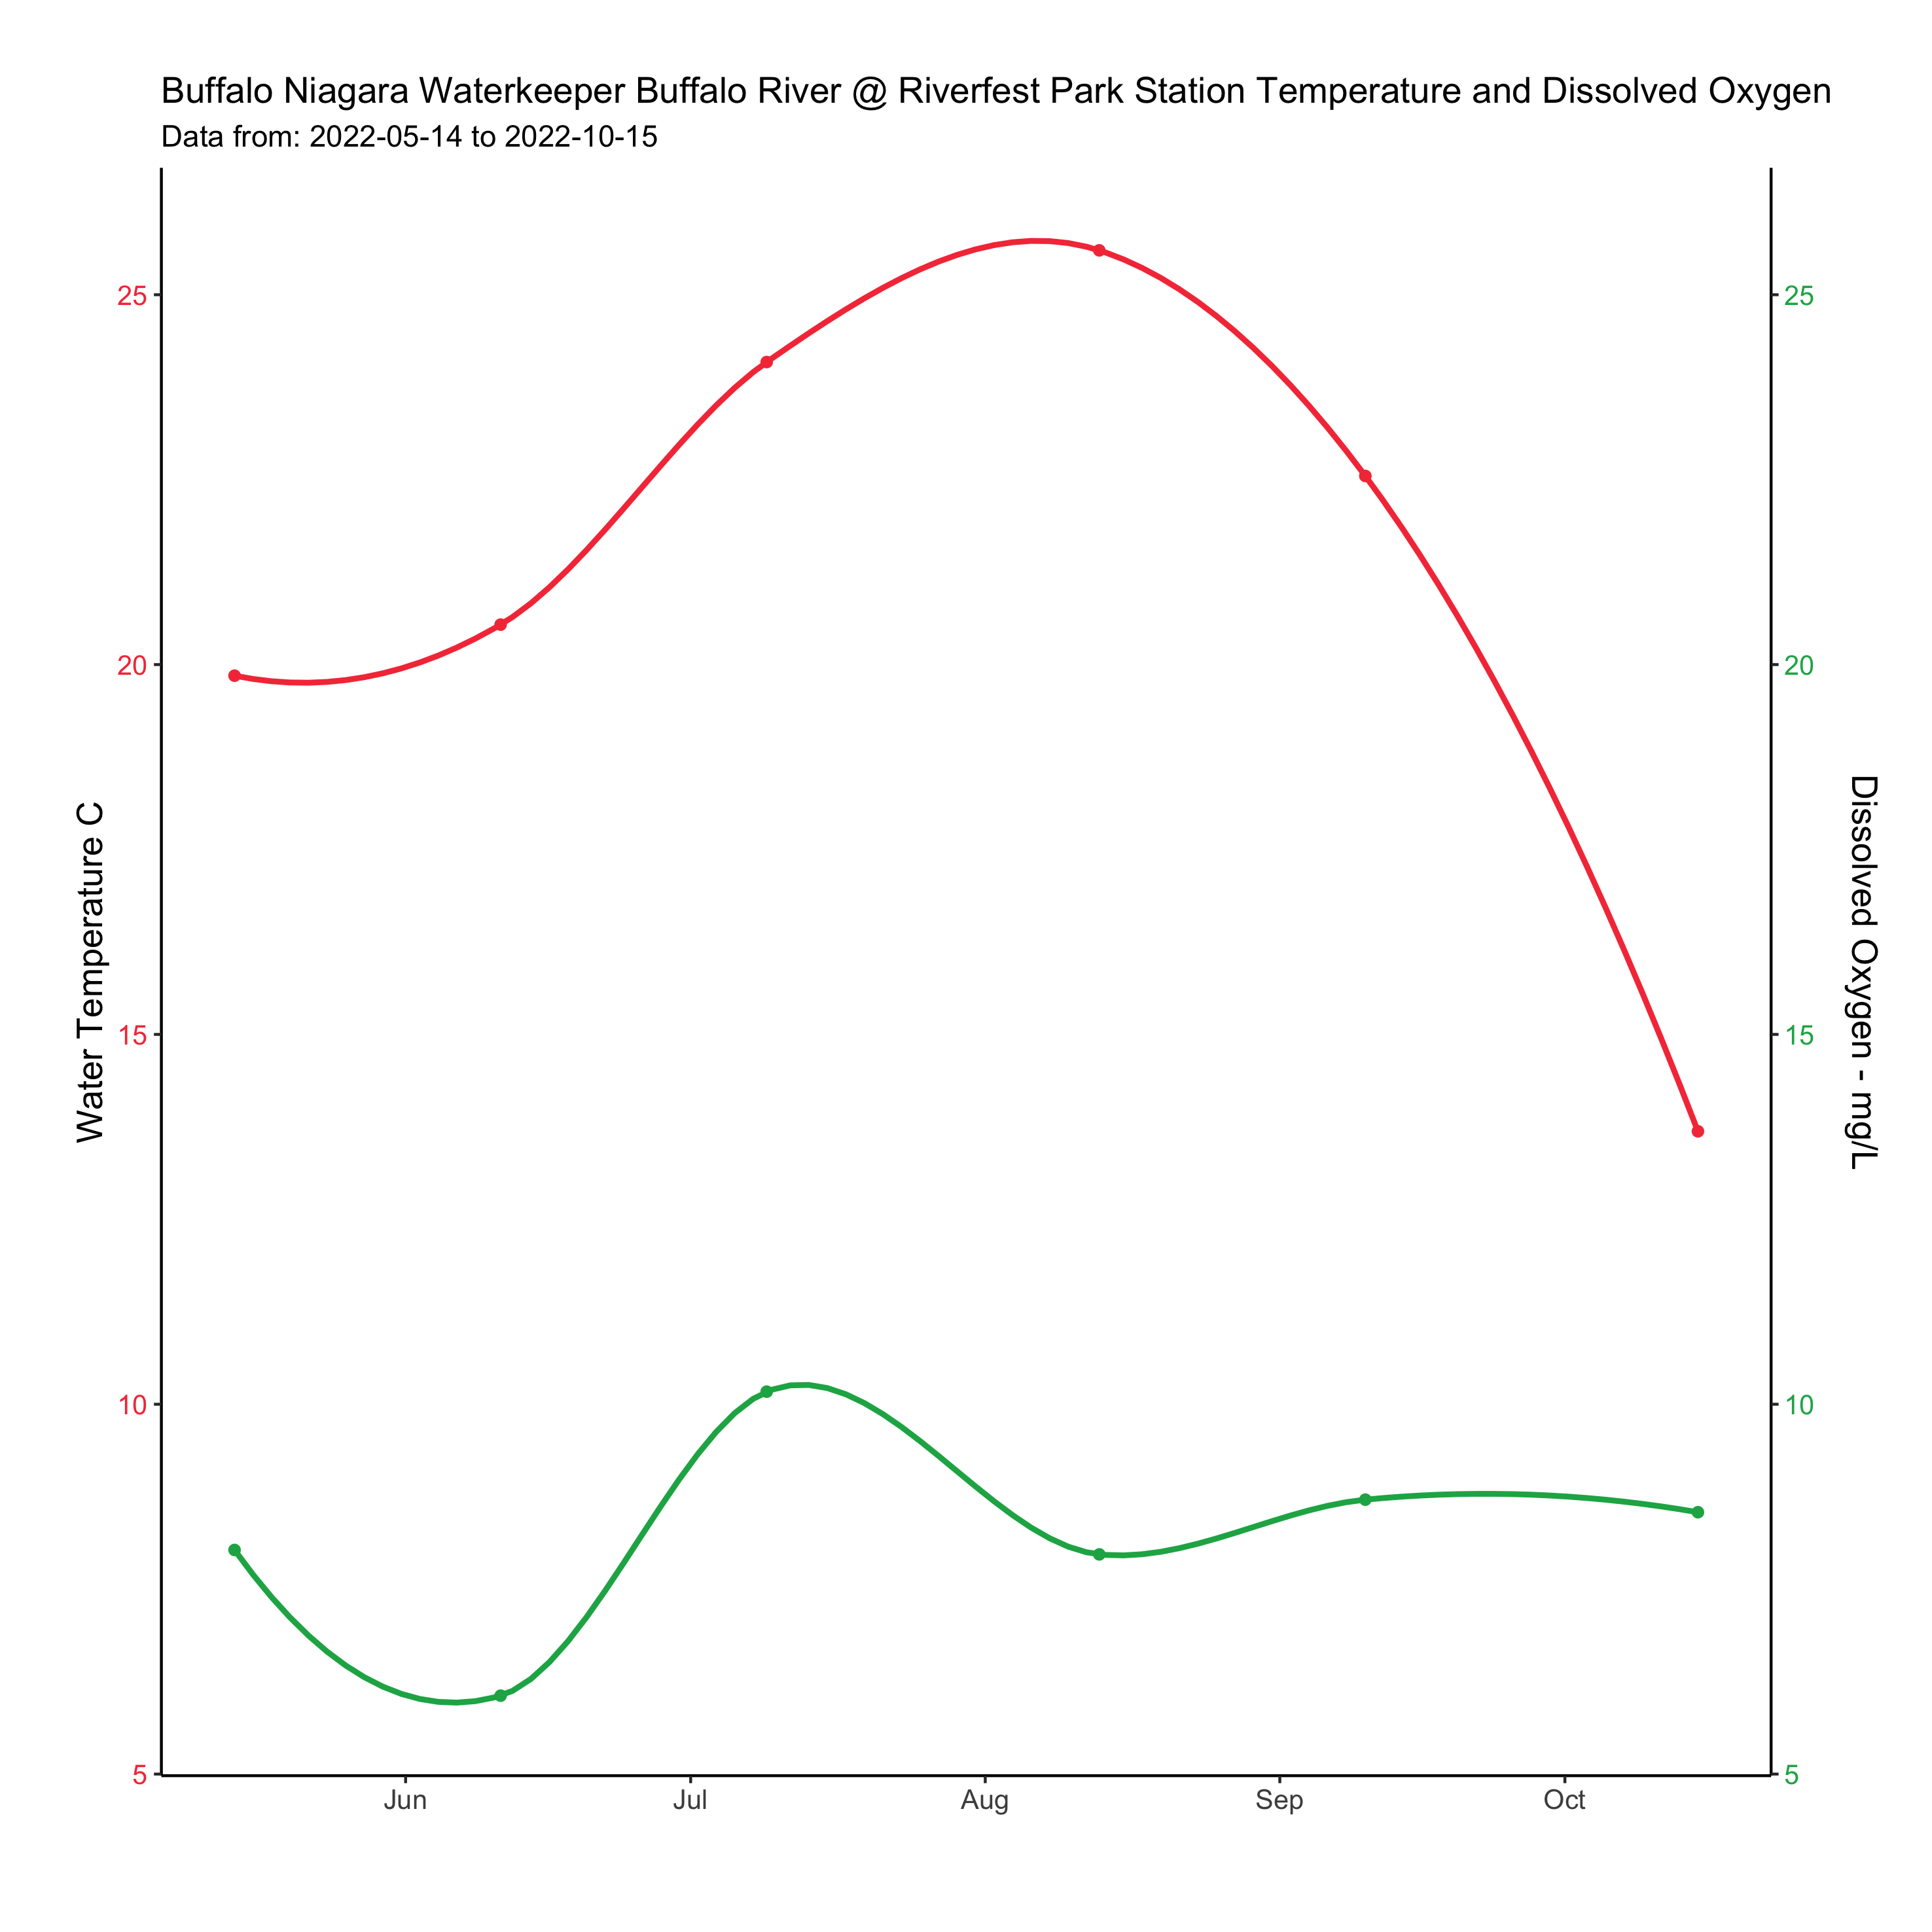 Buffalo Niagara Waterkeeper Buffalo River @ Riverfest Park Station Temperature and Dissolved Oxygen
Data from: 2022-05-14 to 2022-10-15
Water Temperature C
25
20
15
10
5
25
20
15
10
5
Dissolved Oxygen - mg/L
Jun Jul Aug Sep Oct